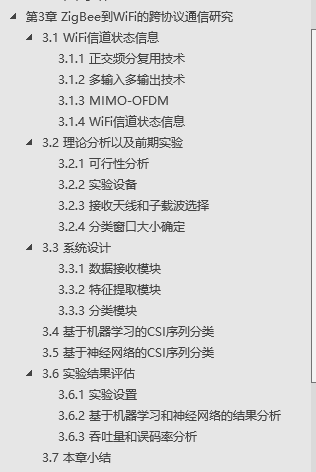 第3章 ZigBee到WiFi的跨协议通信研究
3.1 WiFi信道状态信息
3.1.1 正交频分复用技术
3.1.2 多输入多输出技术
3.1.3 MIMO-OFDM
3.1.4 WiFi信道状态信息
3.2 理论分析以及前期实验
3.2.1 可行性分析
3.2.2 实验设备
3.2.3 接收天线和子载波选择
3.2.4 分类窗口大小确定
3.3 系统设计
3.3.1 数据接收模块
3.3.2 特征提取模块
3.3.3 分类模块
3.4 基于机器学习的CSI序列分类
3.5 基于神经网络的CSI序列分类
3.6 实验结果评估
3.6.1 实验设置
3.6.2 基于机器学习和神经网络的结果分析
3.6.3 吞吐量和误码率分析
3.7 本章小结